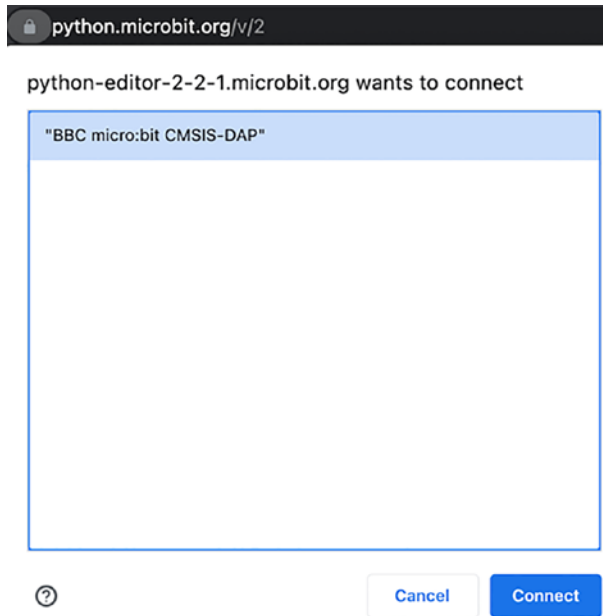 python.microbit.org/v/2
python-editor-2-2-1.microbit.org wants to connect
"BBC micro:bit CMSIS-DAP"
?
Cancel Connect